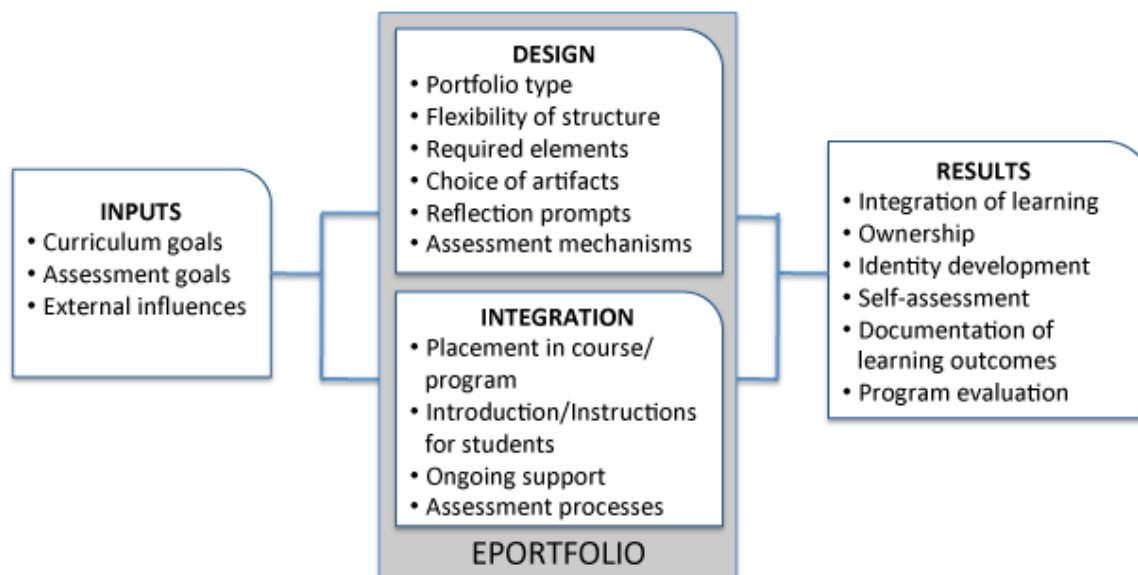 INPUTS
• Curriculum goals
• Assessment goals
• External influences
DESIGN
• Portfolio type
• Flexibility of structure
• Required elements
• Choice of artifacts
• Reflection prompts
• Assessment mechanisms
INTEGRATION
• Placement in course/
program
• Introduction/Instructions
for students
• Ongoing support
• Assessment processes
EPORTFOLIO
RESULTS
• Integration of learning
• Ownership
• Identity development
• Self-assessment
• Documentation of
learning outcomes
• Program evaluation